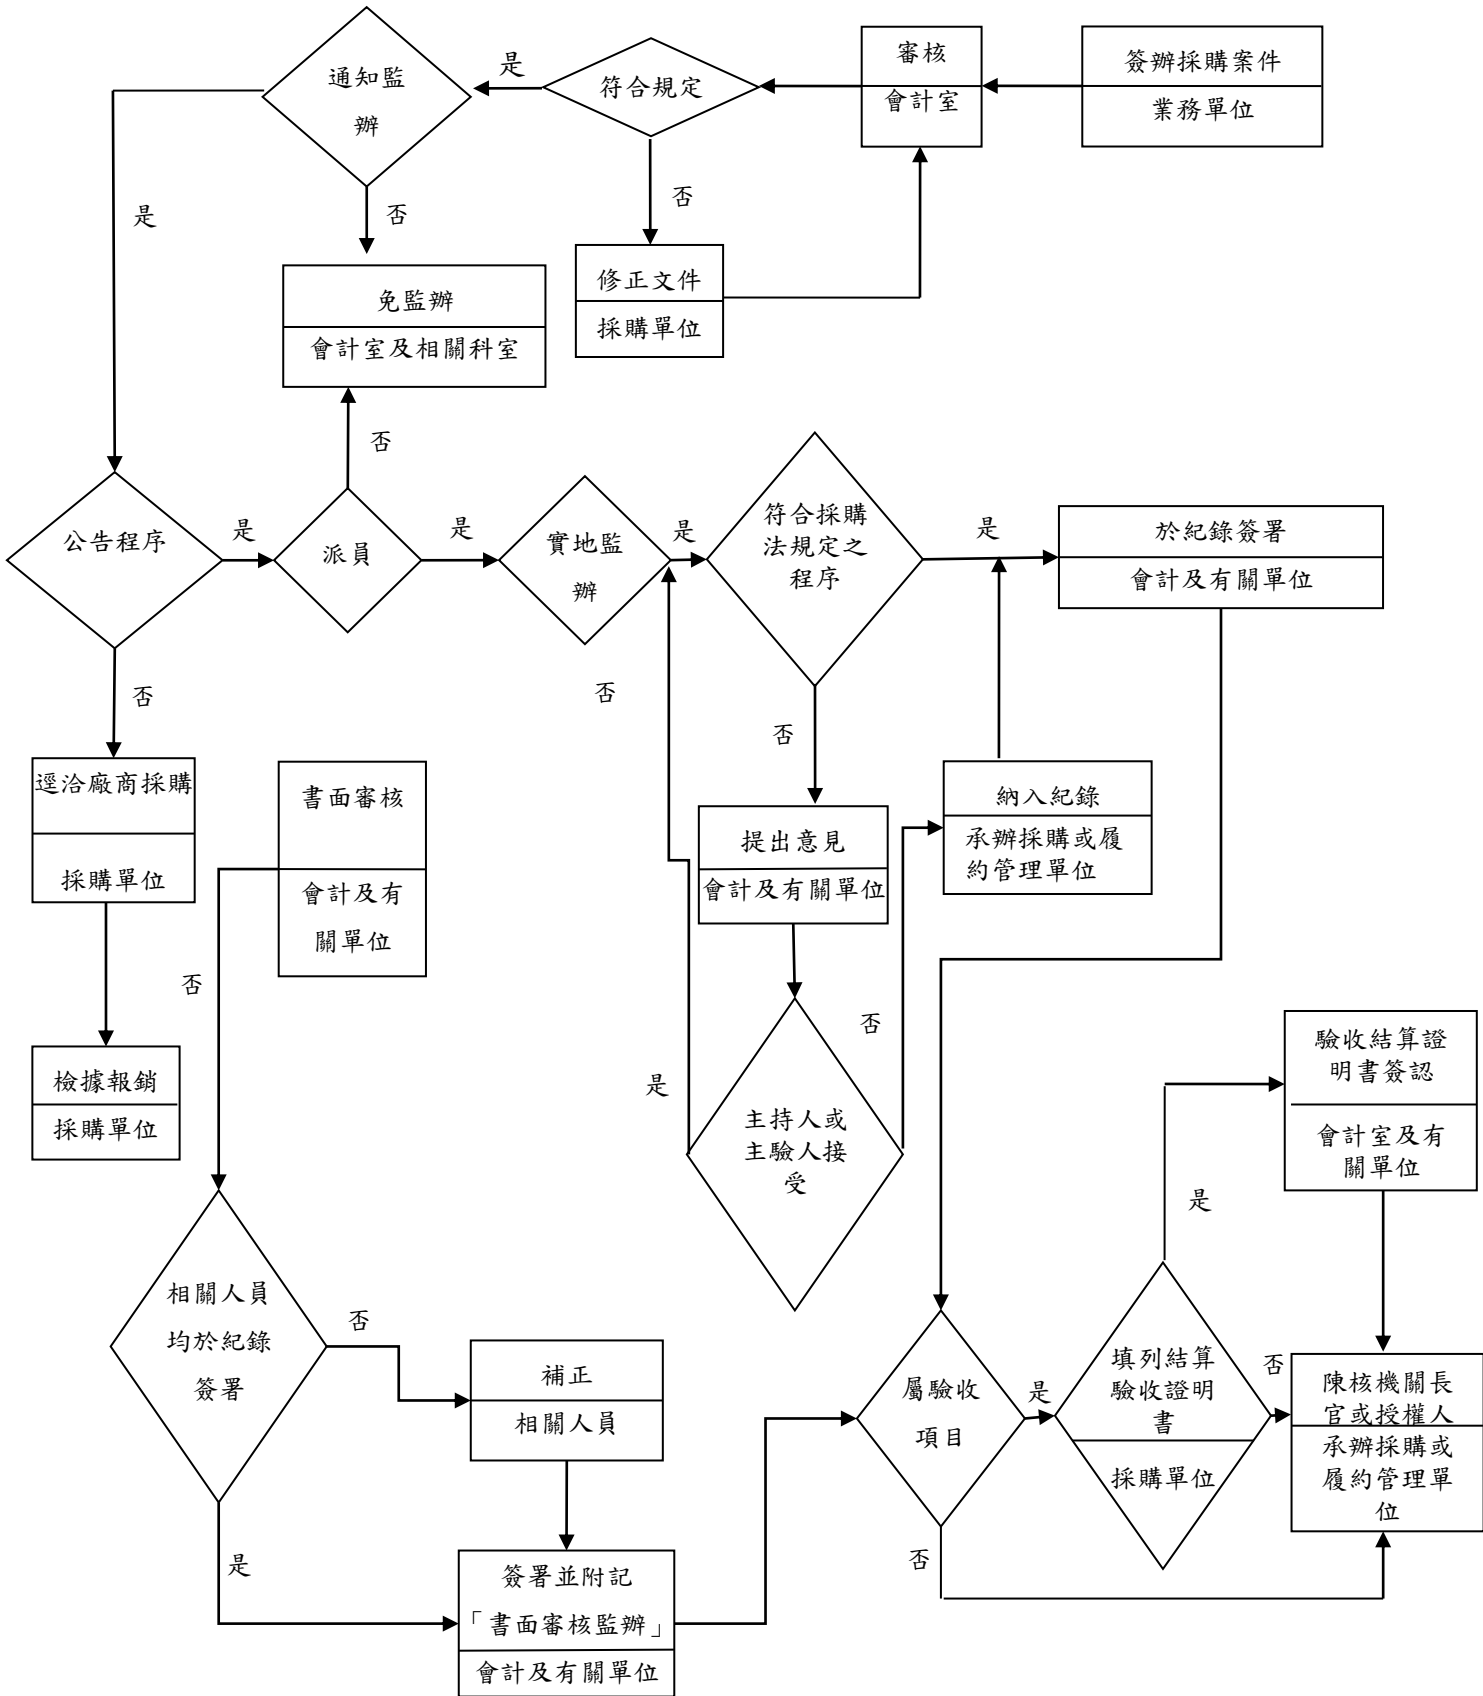 簽辦採購案件
業務單位
審核
會計室
符合規定
是
否
修正文件
採購單位
通知監
辦
是
否
免監辦
會計室及相關科室
否
公告程序
是
派員
是
實地監
辦
是
符合採購
法規定之
程序
是
於紀錄簽署
會計及有關單位
否
否
否
逕洽廠商採購
採購單位
檢據報銷
採購單位
書面審核
會計及有
關單位
否
提出意見
會計及有關單位
納入紀錄
承辦採購或履
約管理單位
主持人或
主驗人接
受
是
否
相關人員
均於紀錄
簽署
否
是
補正
相關人員
簽署並附記
「書面審核監辦」
會計及有關單位
屬驗收
項目
是
否
填列結算
驗收證明
書
採購單位
是
否
驗收結算證
明書簽認
會計室及有
關單位
陳核機關長
官或授權人
承辦採購或
履約管理單
位